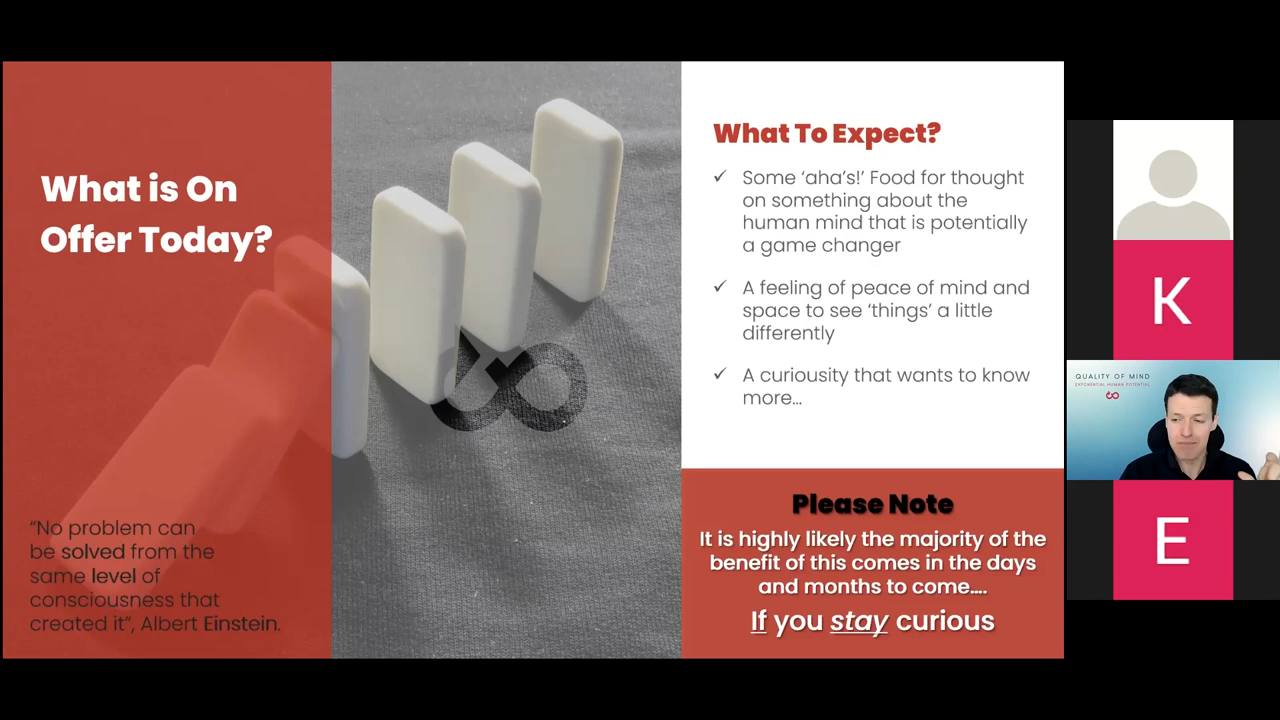 What is On
Offer Today?
“No problem can
be solved from the
same level of
consciousness that
created it”, Albert Einstein.
What To Expect?
Some ‘aha’s!’ Food for thought
on something about the
human mind that is potentially
a game changer
A feeling of peace of mind and
space to see ‘things’ a little
differently
A curiousity that wants to know
more...
Please Note
It is highly likely the majority of the
benefit of this comes in the days
and months to come....
If you stay curious
K
QUALITY OF MIND
EXPONENTIAL HUMAN POTENTIAL
E